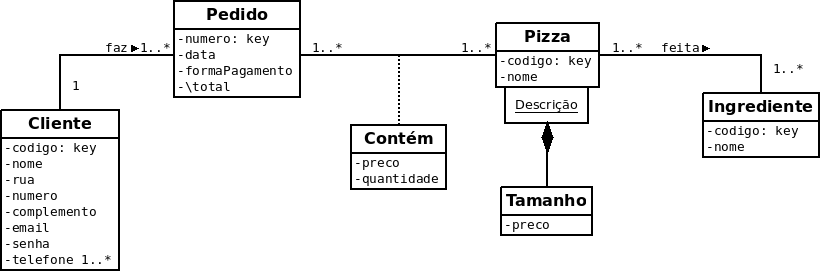 Pedido
-numero: key
-data
-formaPagamento
-\total
faz
1..*
1
1..*
1..*
Pizza
-codigo: key
-nome
Descrição
1..*
feita
1..*
Ingrediente
-codigo: key
-nome
Cliente
-codigo: key
-nome
-rua
-numero
-complemento
-email
-senha
-telefone 1..*
Contém
-preco
-quantidade
Tamanho
-preco